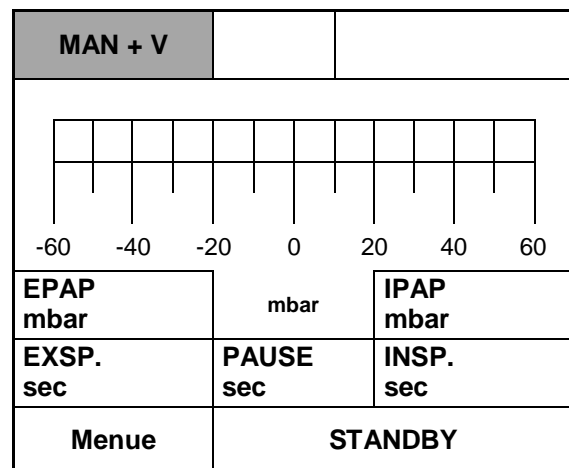 MAN + V
-60 -40 -20 0 20 40 60
EPAP mbar IPAP
mbar mbar
EXSP. PAUSE INSP.
sec sec sec
Menue STANDBY